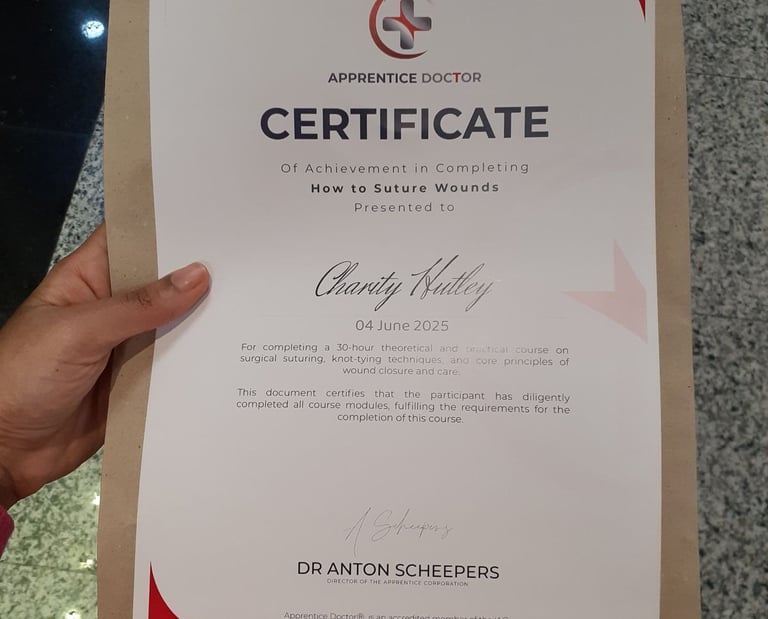 APPRENTICE DOCTOR
CERTIFICATE
Of Achievement in Completing
How to Suture Wounds
Presented to
Charity Hutley
04 June 2025
For completing a 30-hour theoretical and practical course on
surgical suturing, knot-tying techniques, and core principles of
wound closure and care.
This document certifies that the participant has diligently
completed all course modules, fulfilling the requirements for the
completion of this course.
A Scheepers
DR ANTON SCHEEPERS
DIRECTOR OF THE APPRENTICE CORPORATION
Apprentice Doctor® is an accredited member of the